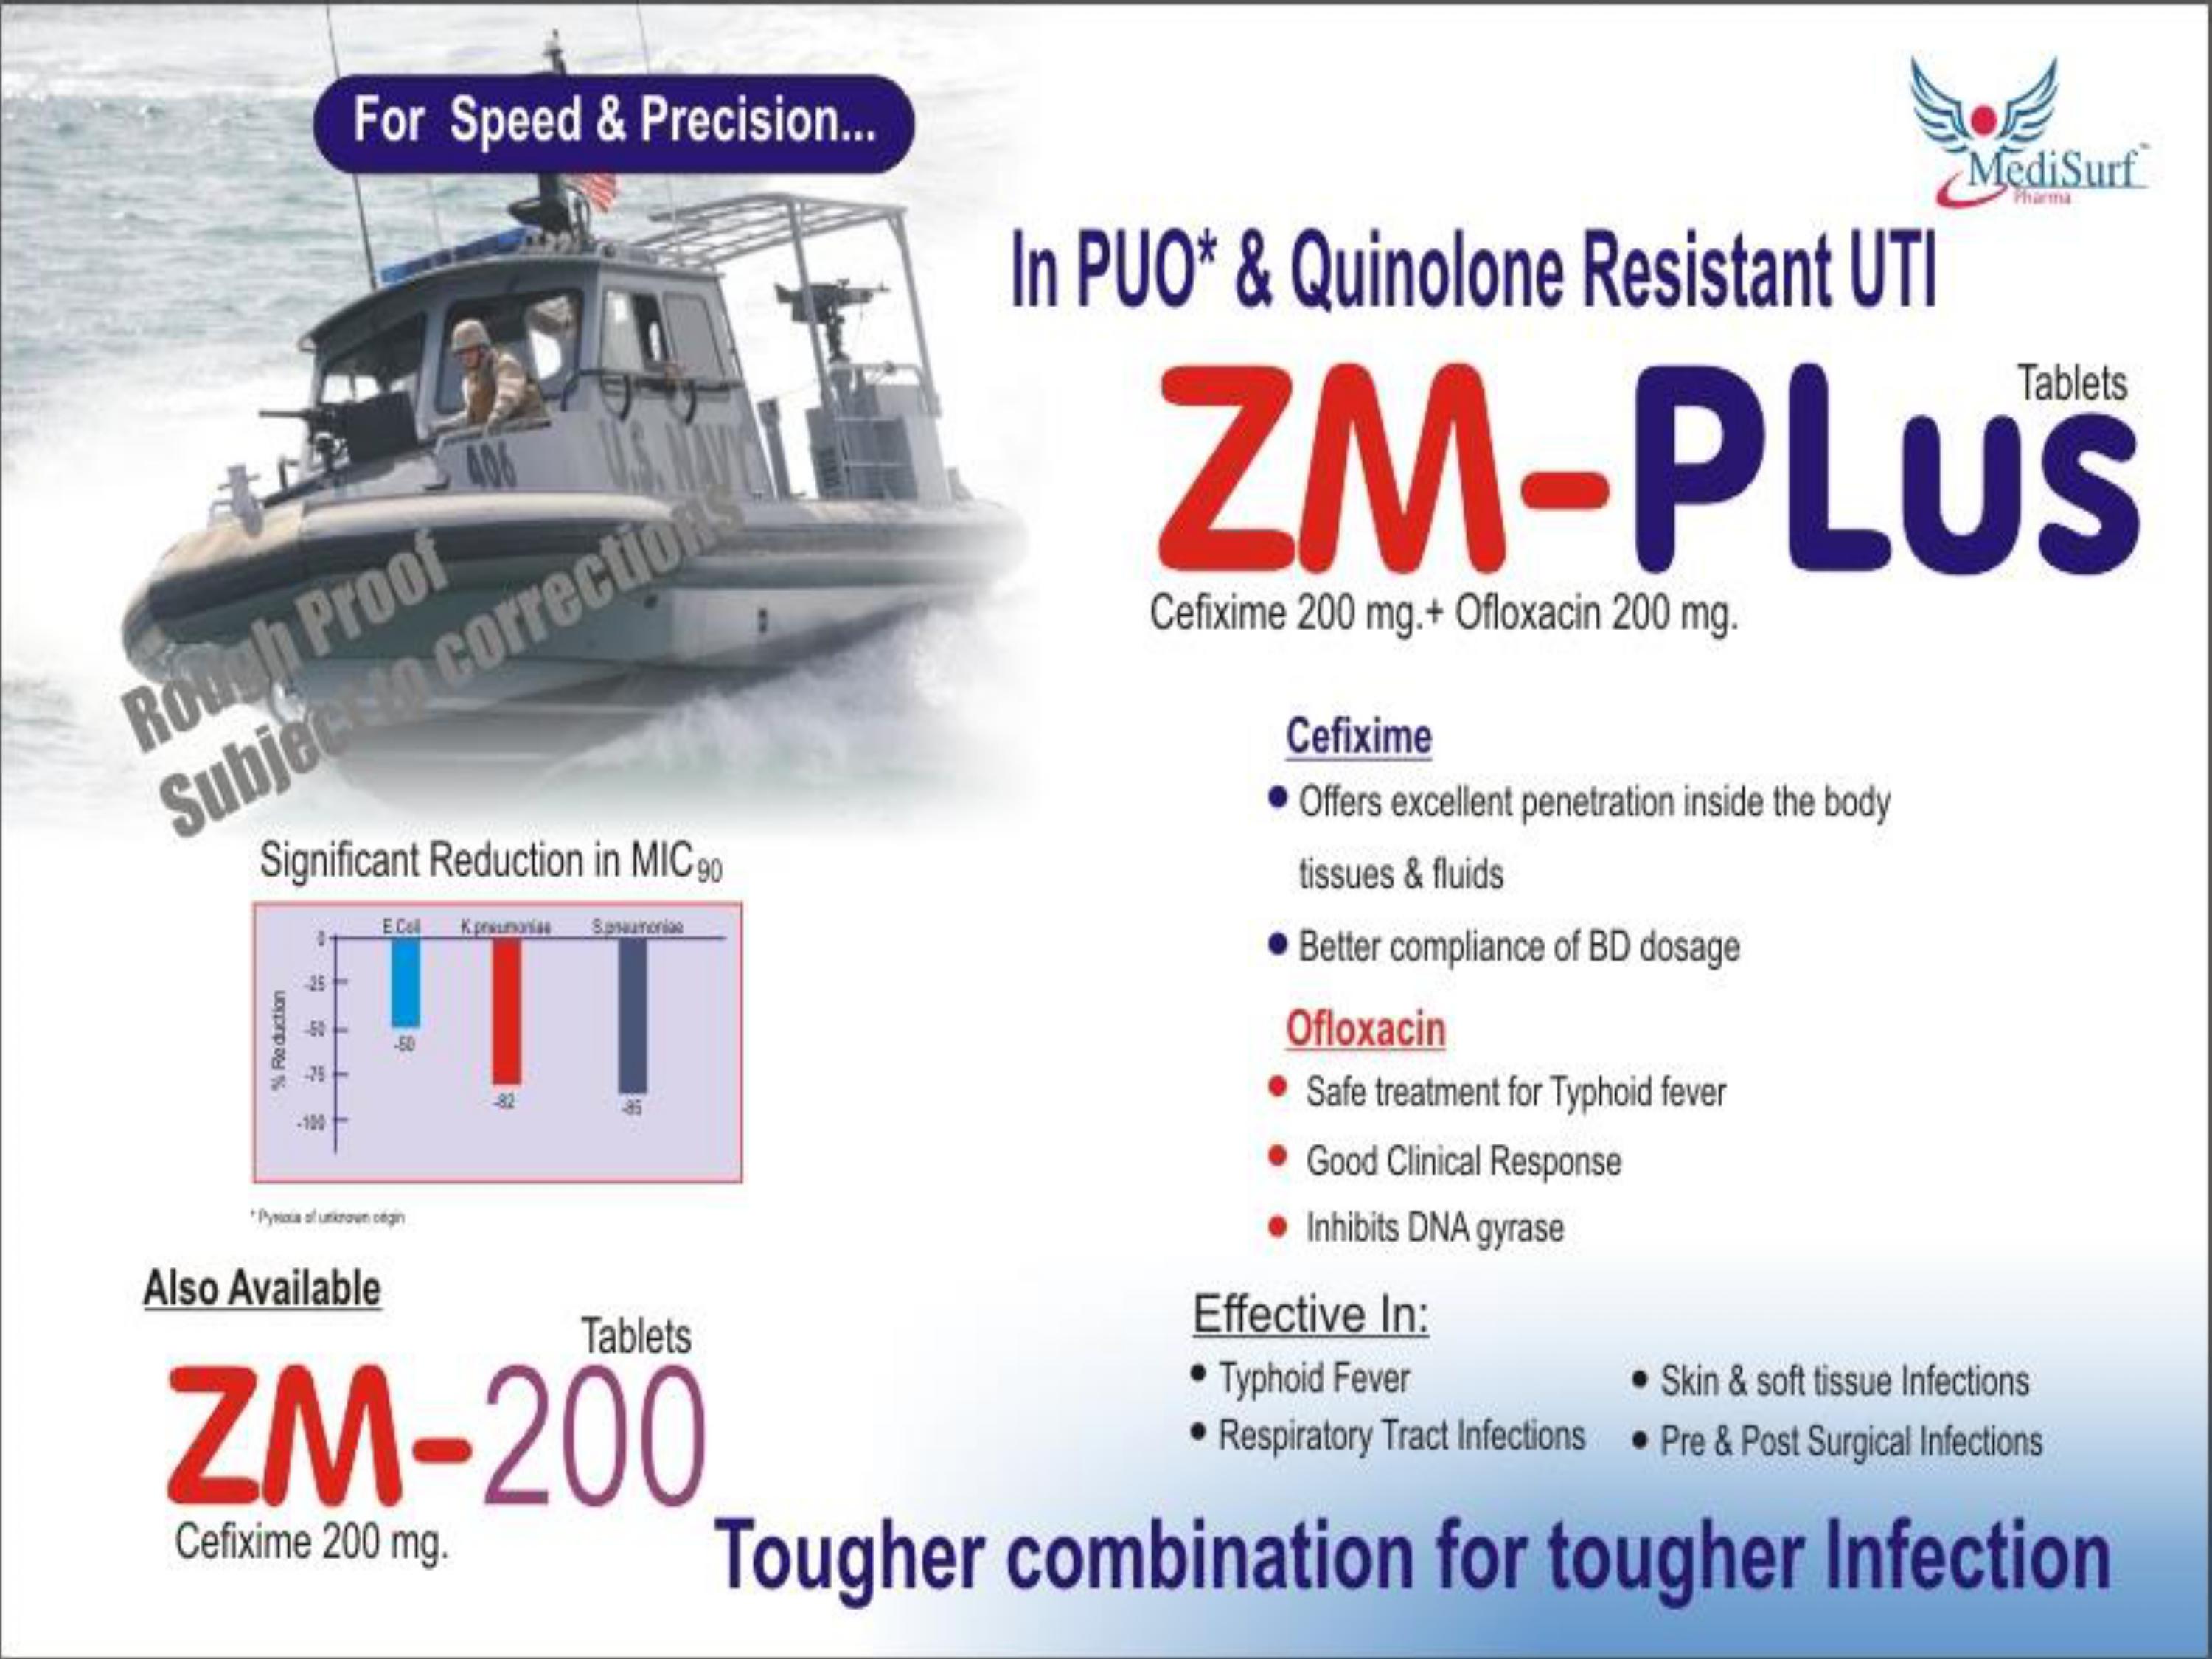 For Speed & Precision...
MediSurf
Pharma
In PUO* & Quinolone Resistant UTI
ZM-PLus
Tablets
Cefixime 200 mg.+ Ofloxacin 200 mg.
406
U.S. NAVY
Rough Proof
Subject to corrections
Cefixime
• Offers excellent penetration inside the body
tissues & fluids
• Better compliance of BD dosage
Ofloxacin
• Safe treatment for Typhoid fever
• Good Clinical Response
• Inhibits DNA gyrase
Significant Reduction in MIC90
E.Coli K.pneumoniae S.pneumoniae
% Reduction
0
-25
-50
-75
-100
-50
-82
-85
* Pyrexia of unknown origin
Also Available
Tablets
ZM-200
Cefixime 200 mg.
Effective In:
• Typhoid Fever
• Respiratory Tract Infections
• Skin & soft tissue Infections
• Pre & Post Surgical Infections
Tougher combination for tougher Infection